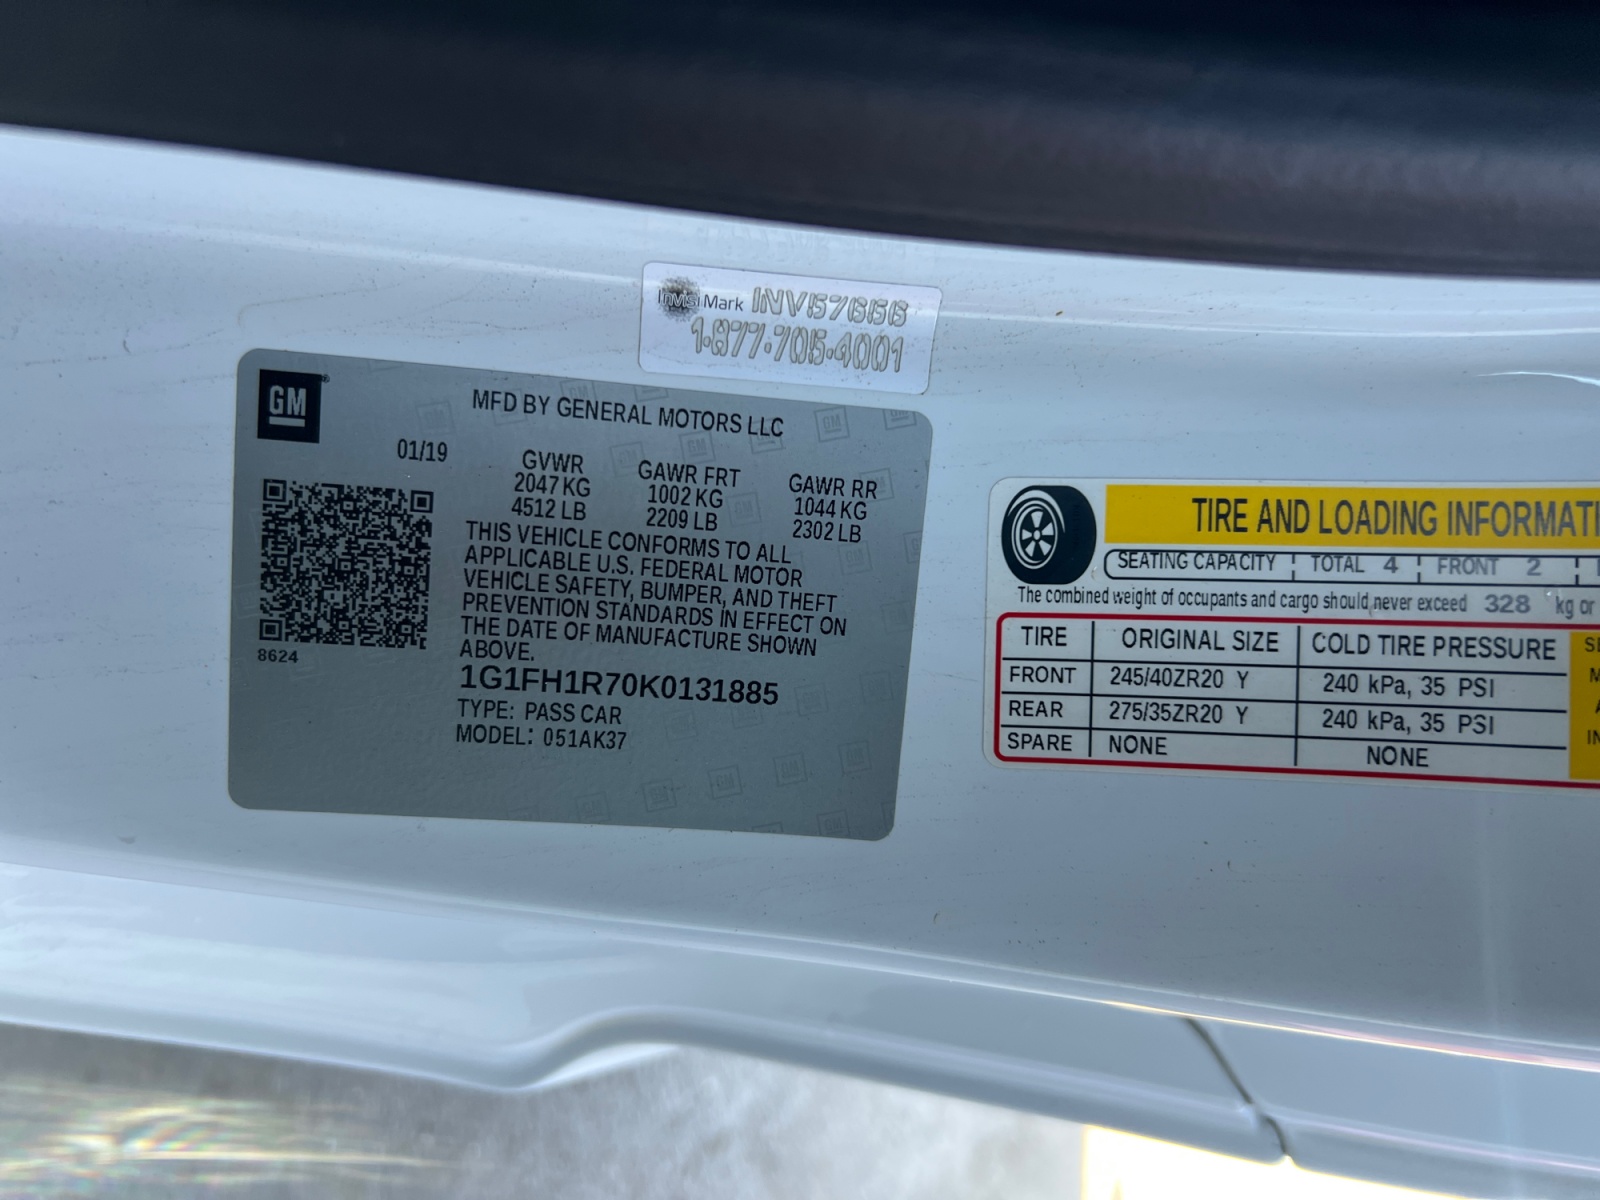 InvisiMark INV57656
1-877-705-4001
GM
MFD BY GENERAL MOTORS LLC
01/19
GVWR GAWR FRT GAWR RR
2047 KG 1002 KG 1044 KG
4512 LB 2209 LB 2302 LB
THIS VEHICLE CONFORMS TO ALL
APPLICABLE U.S. FEDERAL MOTOR
VEHICLE SAFETY, BUMPER, AND THEFT
PREVENTION STANDARDS IN EFFECT ON
THE DATE OF MANUFACTURE SHOWN
ABOVE.
8624
1G1FH1R70K0131885
TYPE: PASS CAR
MODEL: 051AK37
TIRE AND LOADING INFORMATI
SEATING CAPACITY TOTAL 4 FRONT 2
The combined weight of occupants and cargo should never exceed 328 kg or
TIRE ORIGINAL SIZE COLD TIRE PRESSURE
FRONT 245/40ZR20 Y 240 kPa, 35 PSI
REAR 275/35ZR20 Y 240 kPa, 35 PSI
SPARE NONE NONE